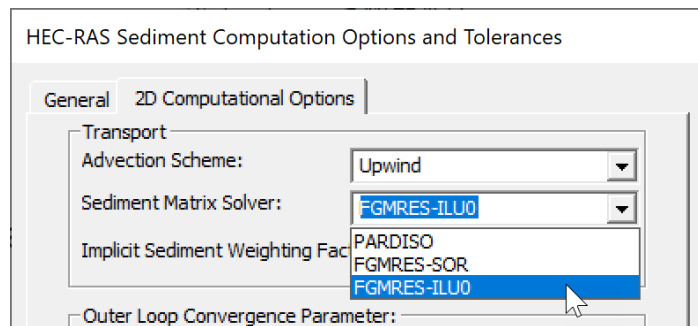 HEC-RAS Sediment Computation Options and Tolerances
General 2D Computational Options
Transport
Advection Scheme: Upwind
Sediment Matrix Solver: FGMRES-ILU0
PARDISO
Implicit Sediment Weighting
FGMRES-SOR
FGMRES-ILU0
Outer Loop Convergence Parameter: